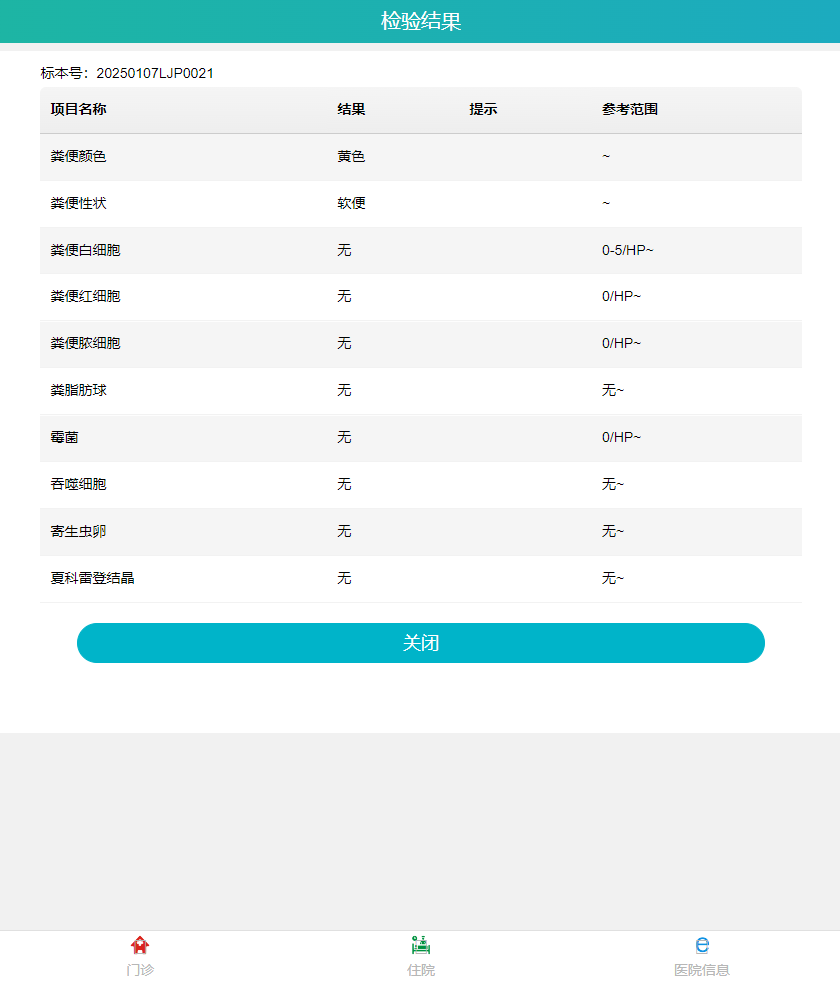 检验结果
标本号：20250107LJP0021
项目名称 结果 提示 参考范围
粪便颜色 黄色 ~
粪便性状 软便 ~
粪便白细胞 无 0-5/HP~
粪便红细胞 无 0/HP~
粪便脓细胞 无 0/HP~
粪脂肪球 无 无~
霉菌 无 0/HP~
吞噬细胞 无 无~
寄生虫卵 无 无~
夏科雷登结晶 无 无~
关闭
门诊 住院 医院信息